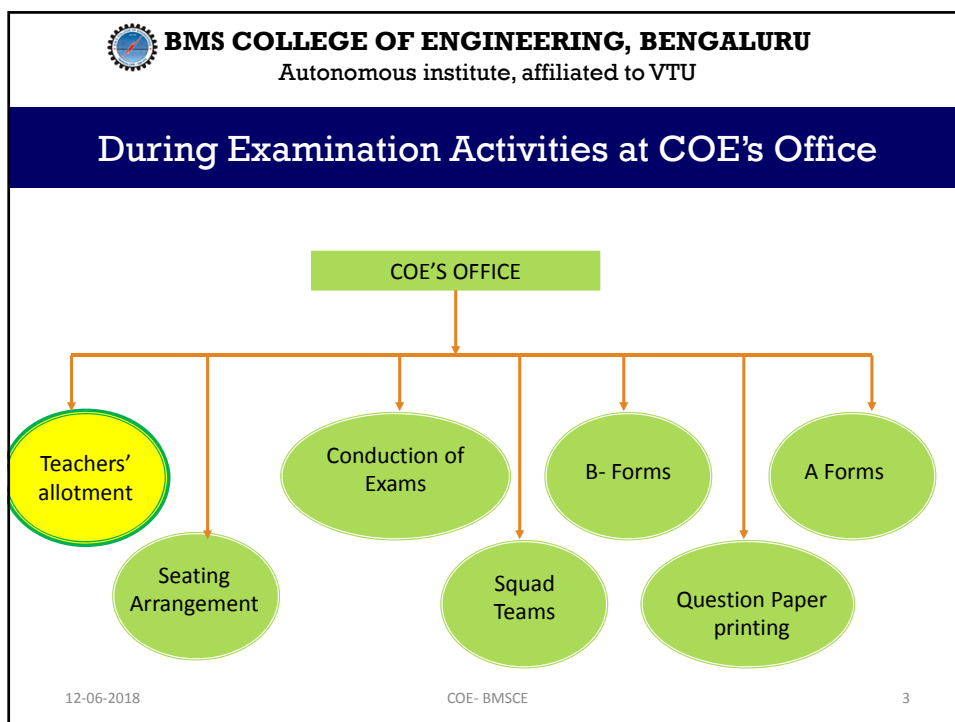 BMS COLLEGE OF ENGINEERING, BENGALURU
Autonomous institute, affiliated to VTU
During Examination Activities at COE’s Office
COE’S OFFICE
Teachers’
allotment
Seating
Arrangement
Conduction of
Exams
Squad
Teams
B- Forms
Question Paper
printing
A Forms
12-06-2018
COE- BMSCE
3